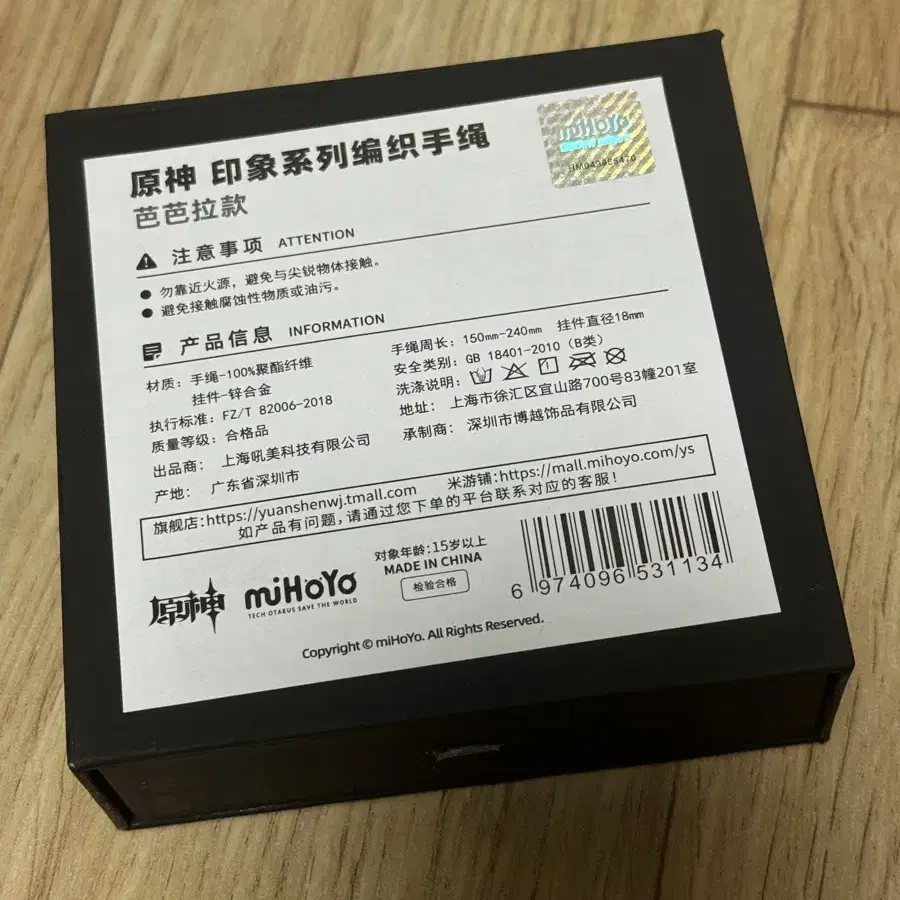 原神 印象系列编织手绳
芭芭拉款
miHoYo
注意事项 ATTENTION
● 勿靠近火源，避免与尖锐物体接触。
● 避免接触腐蚀性物质或油污。
产品信息 INFORMATION
材质：手绳-100%聚酯纤维
挂件-锌合金
执行标准：FZ/T 82006-2018
质量等级：合格品
出品商：上海吼美科技有限公司
产地：广东省深圳市
手绳周长：150mm-240mm 挂件直径18mm
安全类别：GB 18401-2010（B类）
洗涤说明：
地址：上海市徐汇区宜山路700号83幢201室
承制商：深圳市博越饰品有限公司
旗舰店:https://yuanshenwj.tmall.com 米游铺:https://mall.mihoyo.com/ys
如产品有问题,请通过您下单的平台联系对应的客服！
原神
miHoYo
TECH OTAKUS SAVE THE WORLD
对象年龄:15岁以上
MADE IN CHINA
检验合格
6 974096 531134
Copyright © miHoYo. All Rights Reserved.